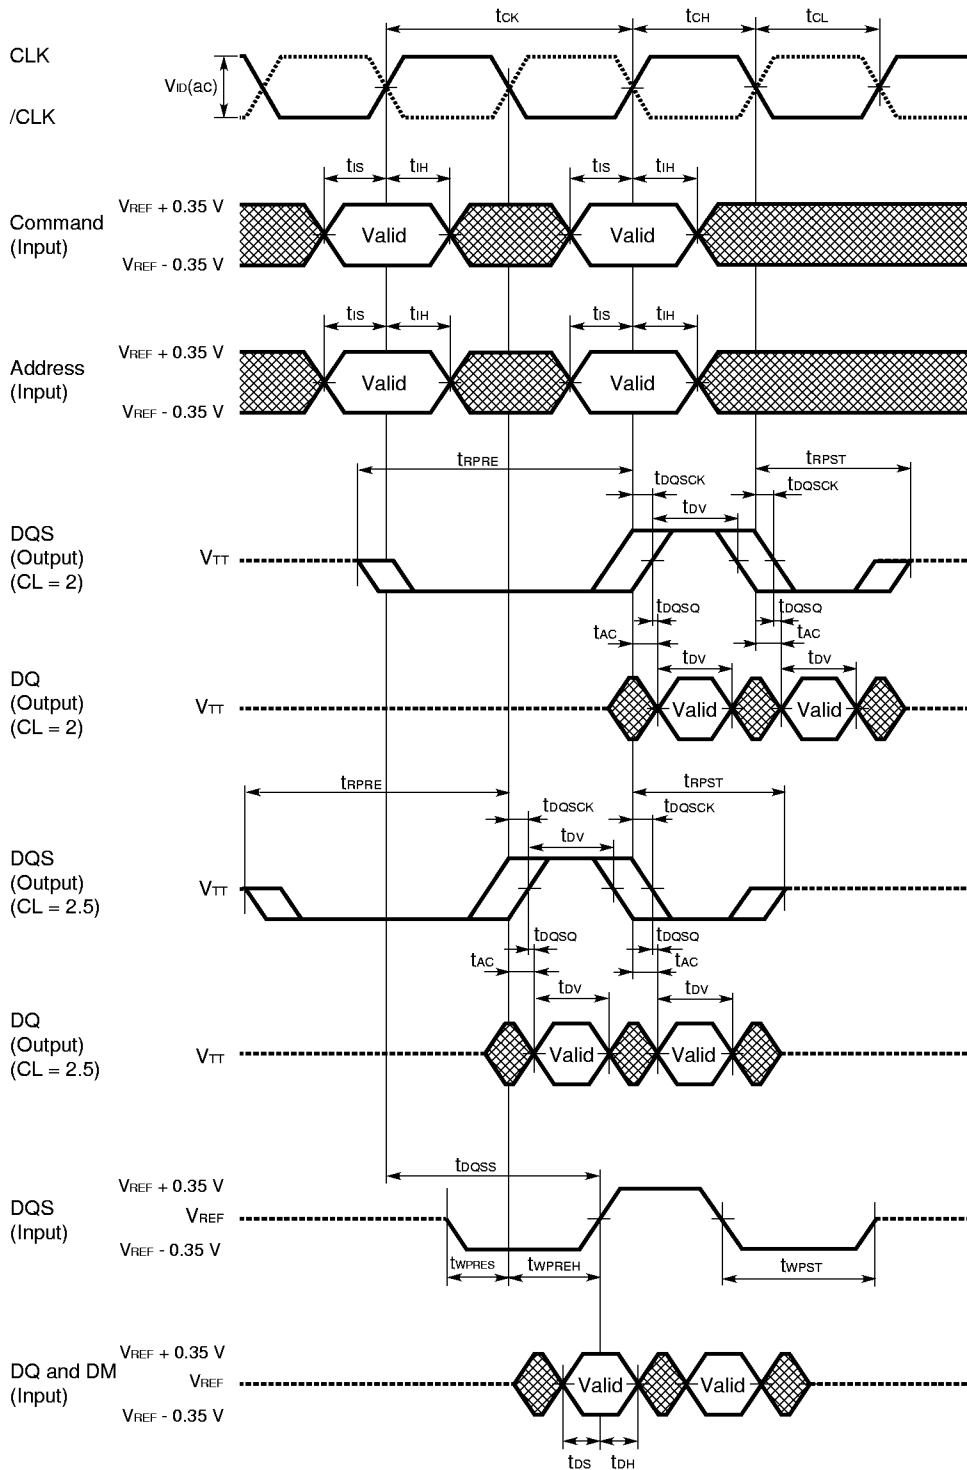 tCK tCH tCL
CLK
VID(ac)
/CLK
tIS tIH tIS tIH
VREF + 0.35 V
Command
(Input)
Valid Valid
VREF - 0.35 V
tIS tIH tIS tIH
VREF + 0.35 V
Address
(Input)
Valid Valid
VREF - 0.35 V
tRPRE tRPST
tDQSCK tDQSCK
tDV
DQS
(Output)
(CL = 2)
VTT
tDQSQ tDQSQ
tAC tAC
tDV tDV
DQ
(Output)
(CL = 2)
VTT
Valid Valid
tRPRE tRPST
tDQSCK tDQSCK
tDV
DQS
(Output)
(CL = 2.5)
VTT
tDQSQ tDQSQ
tAC tAC
tDV tDV
DQ
(Output)
(CL = 2.5)
VTT
Valid Valid
tDQSS
VREF + 0.35 V
DQS
(Input)
VREF
VREF - 0.35 V
tWPRES tWPREH tWPST
VREF + 0.35 V
DQ and DM
(Input)
VREF
Valid Valid
VREF - 0.35 V
tDS tDH